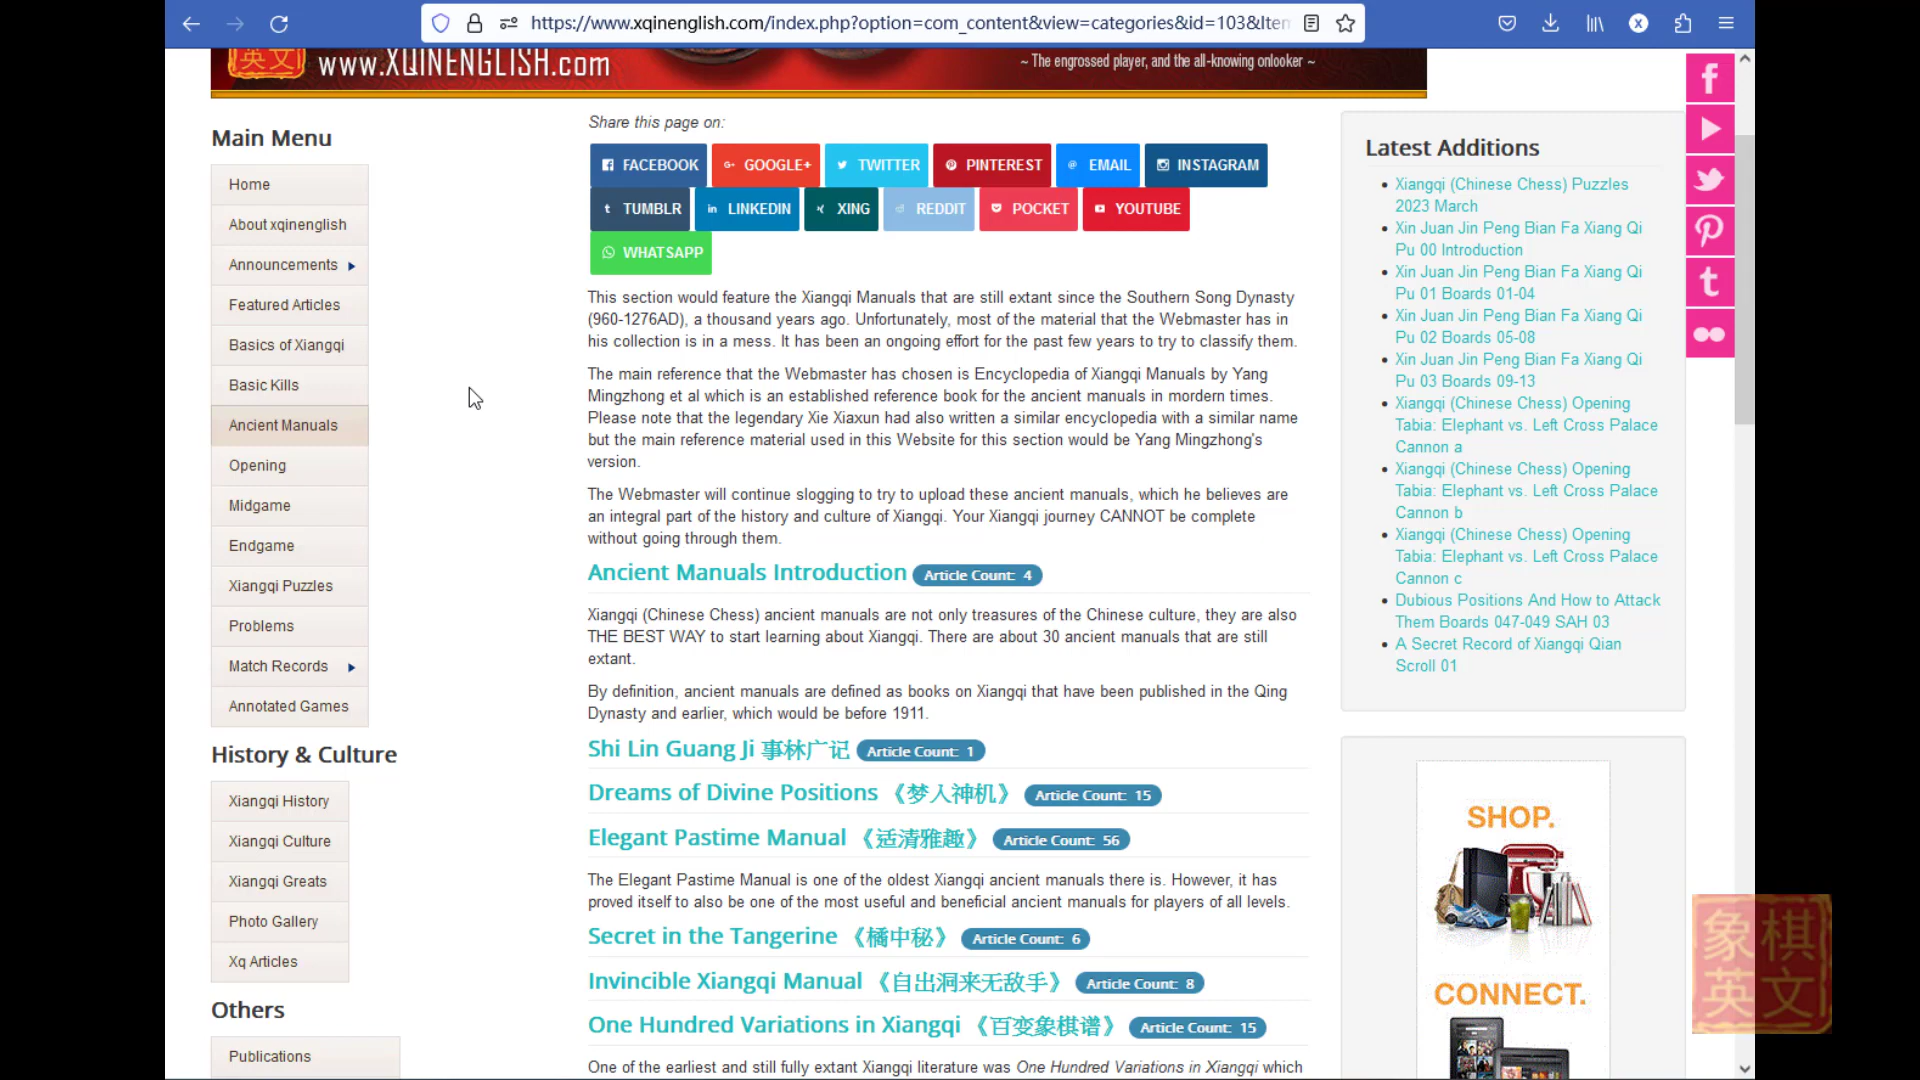 https://www.xqinenglish.com/index.php?option=com_content&view=categories&id=103&Item
英文 www.XQINENGLISH.com
~ The engrossed player, and the all-knowing onlooker ~
Main Menu
Home
About xqinenglish
Announcements
Featured Articles
Basics of Xiangqi
Basic Kills
Ancient Manuals
Opening
Midgame
Endgame
Xiangqi Puzzles
Problems
Match Records
Annotated Games
History & Culture
Xiangqi History
Xiangqi Culture
Xiangqi Greats
Photo Gallery
Xq Articles
Others
Publications
Share this page on:
FACEBOOK GOOGLE+ TWITTER PINTEREST EMAIL INSTAGRAM
TUMBLR LINKEDIN XING REDDIT POCKET YOUTUBE
WHATSAPP
This section would feature the Xiangqi Manuals that are still extant since the Southern Song Dynasty
(960-1276AD), a thousand years ago. Unfortunately, most of the material that the Webmaster has in
his collection is in a mess. It has been an ongoing effort for the past few years to try to classify them.
The main reference that the Webmaster has chosen is Encyclopedia of Xiangqi Manuals by Yang
Mingzhong et al which is an established reference book for the ancient manuals in mordern times.
Please note that the legendary Xie Xiaxun had also written a similar encyclopedia with a similar name
but the main reference material used in this Website for this section would be Yang Mingzhong's
version.
The Webmaster will continue slogging to try to upload these ancient manuals, which he believes are
an integral part of the history and culture of Xiangqi. Your Xiangqi journey CANNOT be complete
without going through them.
Ancient Manuals Introduction Article Count: 4
Xiangqi (Chinese Chess) ancient manuals are not only treasures of the Chinese culture, they are also
THE BEST WAY to start learning about Xiangqi. There are about 30 ancient manuals that are still
extant.
By definition, ancient manuals are defined as books on Xiangqi that have been published in the Qing
Dynasty and earlier, which would be before 1911.
Shi Lin Guang Ji 事林广记 Article Count: 1
Dreams of Divine Positions 《梦入神机》 Article Count: 15
Elegant Pastime Manual 《适清雅趣》 Article Count: 56
The Elegant Pastime Manual is one of the oldest Xiangqi ancient manuals there is. However, it has
proved itself to also be one of the most useful and beneficial ancient manuals for players of all levels.
Secret in the Tangerine 《橘中秘》 Article Count: 6
Invincible Xiangqi Manual 《自出洞来无敌手》 Article Count: 8
One Hundred Variations in Xiangqi 《百变象棋谱》 Article Count: 15
One of the earliest and still fully extant Xiangqi literature was One Hundred Variations in Xiangqi which
Latest Additions
Xiangqi (Chinese Chess) Puzzles
2023 March
Xin Juan Jin Peng Bian Fa Xiang Qi
Pu 00 Introduction
Xin Juan Jin Peng Bian Fa Xiang Qi
Pu 01 Boards 01-04
Xin Juan Jin Peng Bian Fa Xiang Qi
Pu 02 Boards 05-08
Xin Juan Jin Peng Bian Fa Xiang Qi
Pu 03 Boards 09-13
Xiangqi (Chinese Chess) Opening
Tabia: Elephant vs. Left Cross Palace
Cannon a
Xiangqi (Chinese Chess) Opening
Tabia: Elephant vs. Left Cross Palace
Cannon b
Xiangqi (Chinese Chess) Opening
Tabia: Elephant vs. Left Cross Palace
Cannon c
Dubious Positions And How to Attack
Them Boards 047-049 SAH 03
A Secret Record of Xiangqi Qian
Scroll 01
SHOP.
CONNECT.
象棋
英文